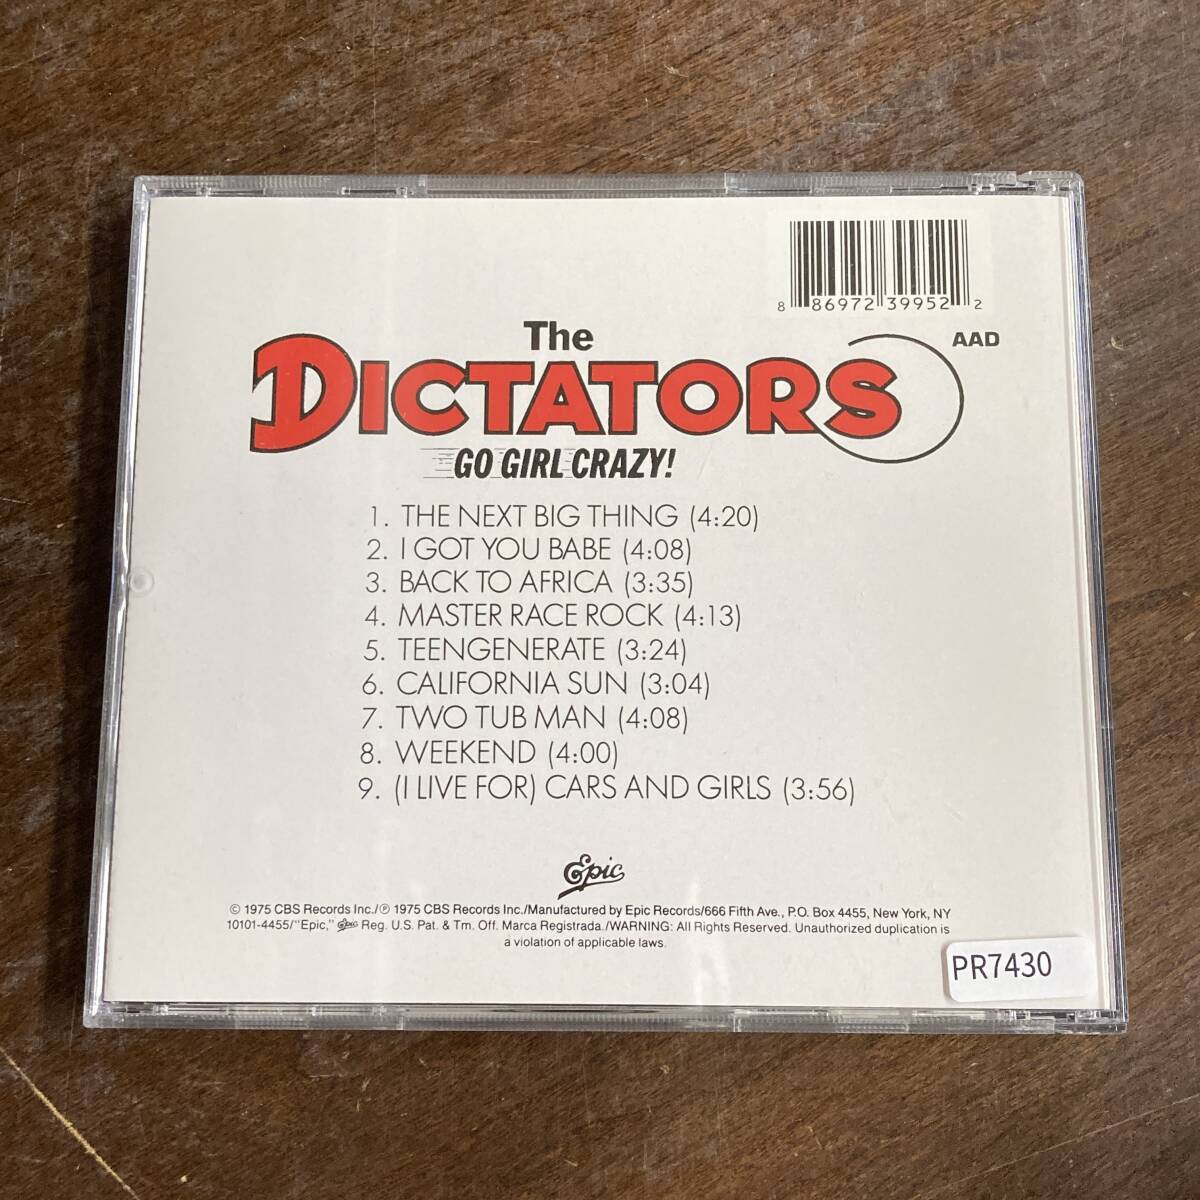 8 86972 39952 2
AAD
The
DICTATORS
GO GIRL CRAZY!
1. THE NEXT BIG THING (4:20)
2. I GOT YOU BABE (4:08)
3. BACK TO AFRICA (3:35)
4. MASTER RACE ROCK (4:13)
5. TEENGENERATE (3:24)
6. CALIFORNIA SUN (3:04)
7. TWO TUB MAN (4:08)
8. WEEKEND (4:00)
9. (I LIVE FOR) CARS AND GIRLS (3:56)
Epic
© 1975 CBS Records Inc./℗ 1975 CBS Records Inc./Manufactured by Epic Records/666 Fifth Ave., P.O. Box 4455, New York, NY
10101-4455/"Epic," Epic Reg. U.S. Pat. & Tm. Off. Marca Registrada./WARNING: All Rights Reserved. Unauthorized duplication is
a violation of applicable laws.
PR7430